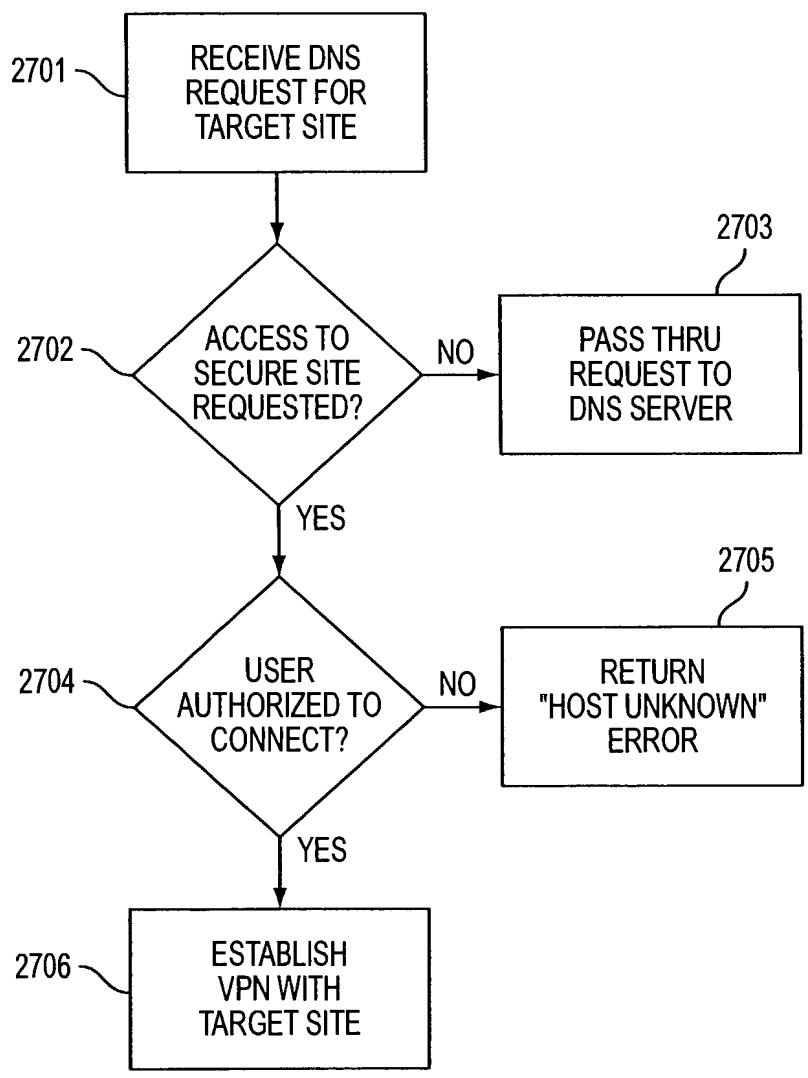 2701
RECEIVE DNS
REQUEST FOR
TARGET SITE
2702
ACCESS TO
SECURE SITE
REQUESTED?
NO
2703
PASS THRU
REQUEST TO
DNS SERVER
YES
2704
USER
AUTHORIZED TO
CONNECT?
NO
2705
RETURN
"HOST UNKNOWN"
ERROR
YES
2706
ESTABLISH
VPN WITH
TARGET SITE